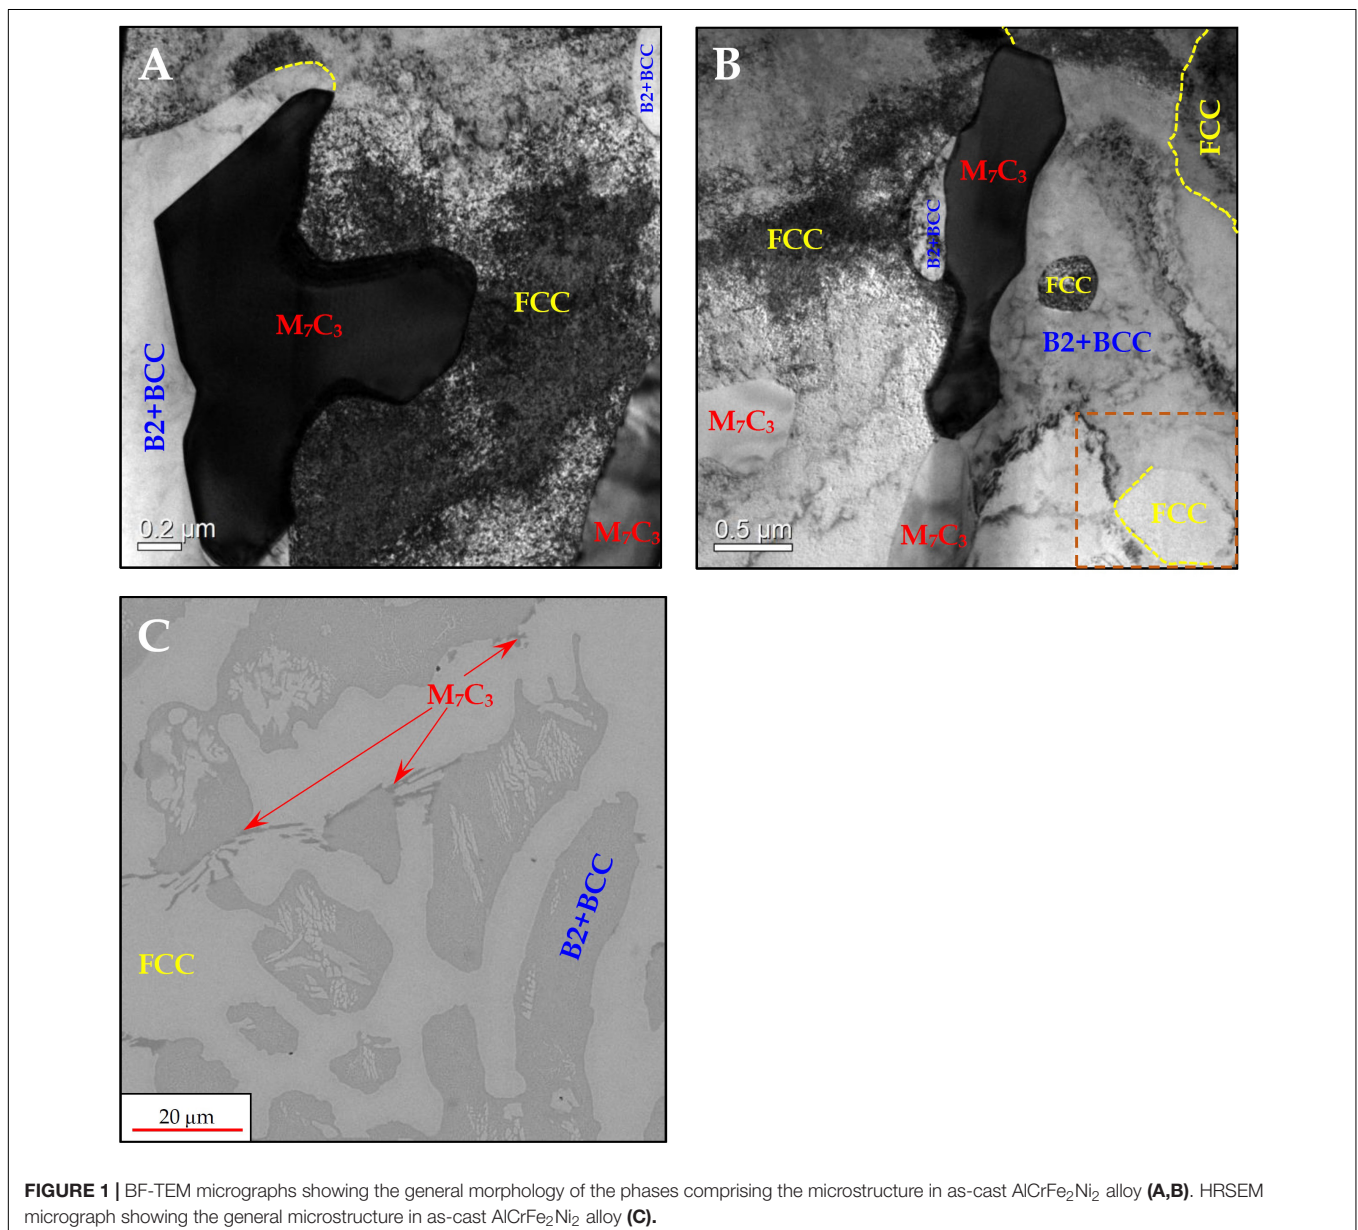 A
B2+BCC
FCC
M₇C₃
B2+BCC
0.2 µm
M₇C₃
B
FCC
M₇C₃
FCC
B2+BCC
FCC
B2+BCC
M₇C₃
FCC
M₇C₃
0.5 µm
C
M₇C₃
B2+BCC
FCC
20 µm
FIGURE 1 | BF-TEM micrographs showing the general morphology of the phases comprising the microstructure in as-cast AlCrFe₂Ni₂ alloy (A,B). HRSEM
micrograph showing the general microstructure in as-cast AlCrFe₂Ni₂ alloy (C).